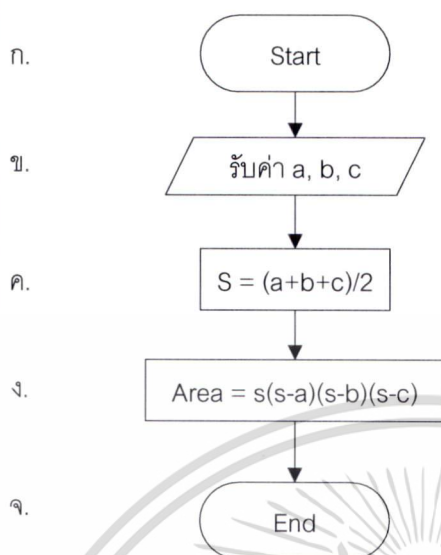 ก. Start
ข. รับค่า a, b, c
ค. S = (a+b+c)/2
ง. Area = s(s-a)(s-b)(s-c)
จ. End